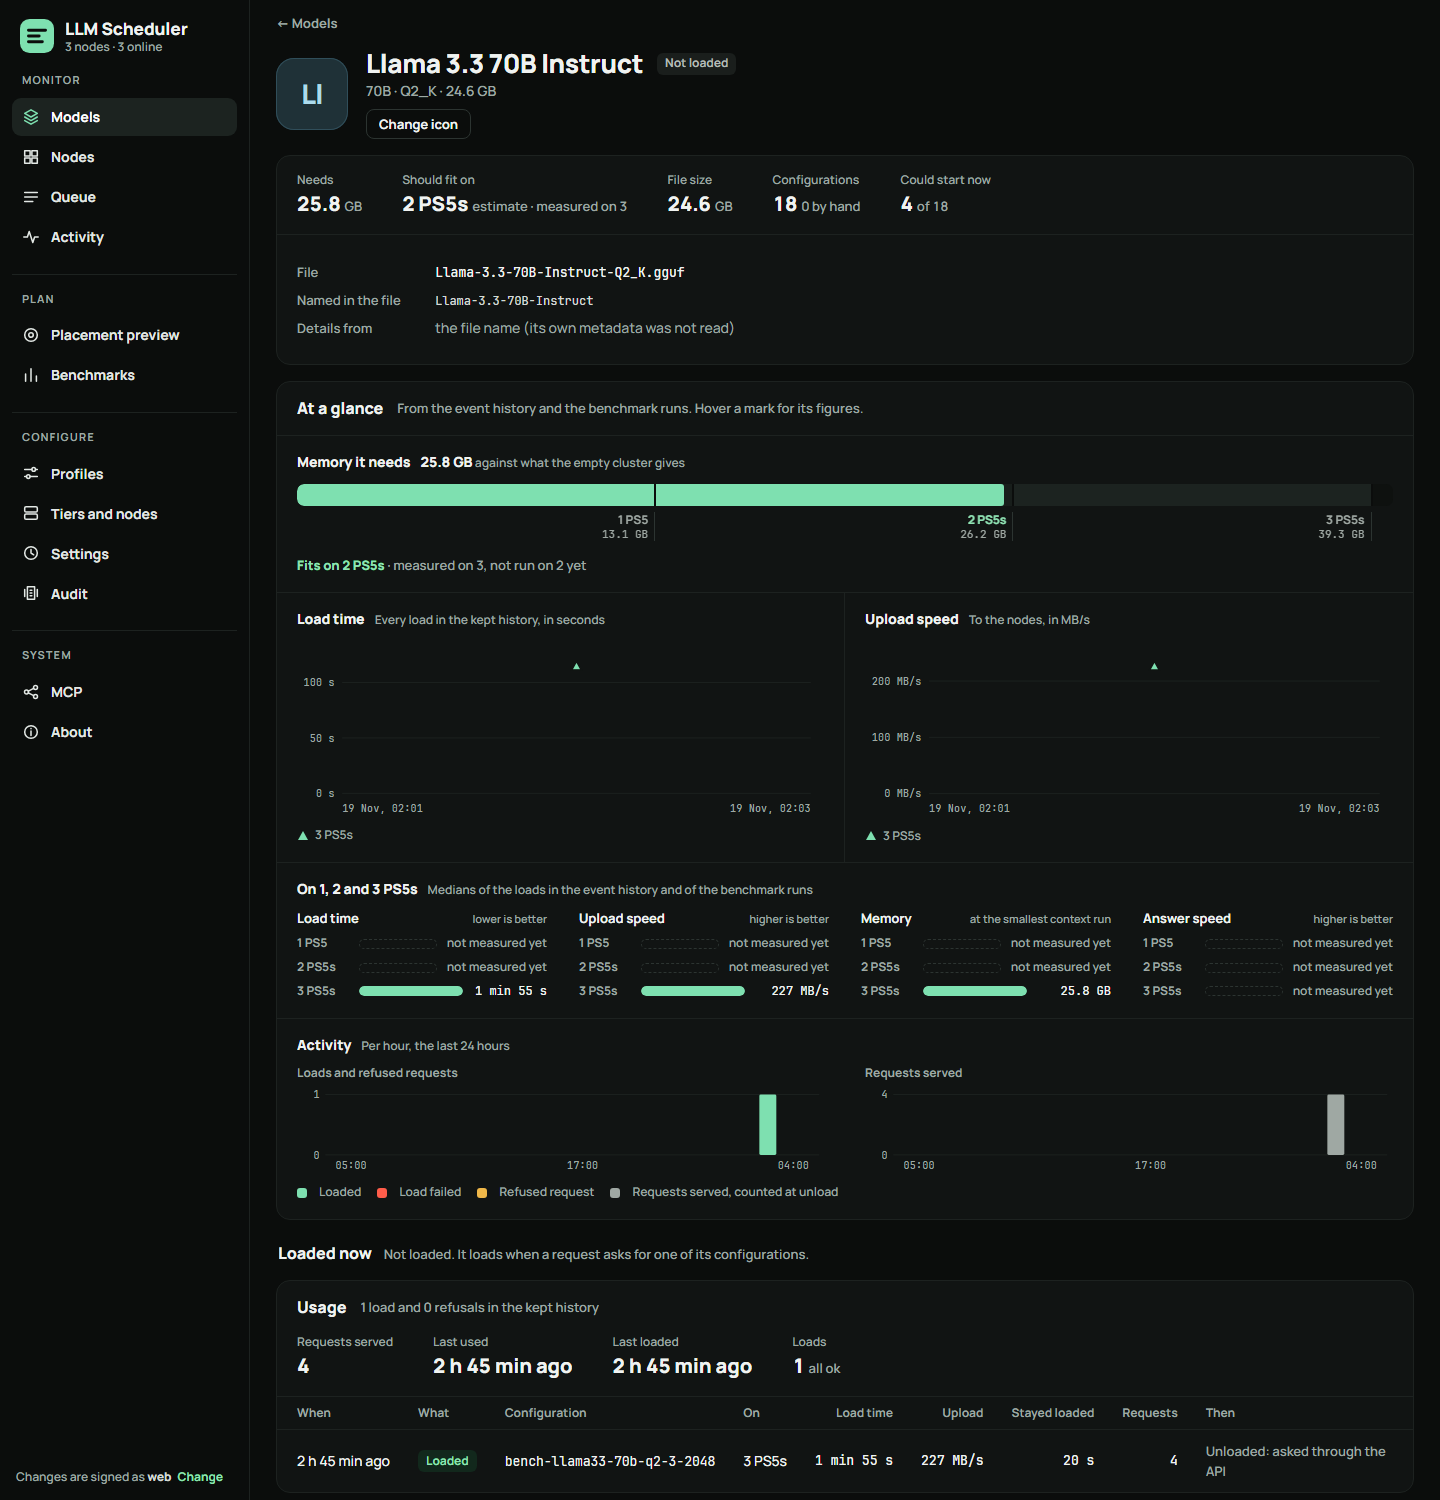 LLM Scheduler
3 nodes · 3 online
MONITOR
Models
Nodes
Queue
Activity
PLAN
Placement preview
Benchmarks
CONFIGURE
Profiles
Tiers and nodes
Settings
Audit
SYSTEM
MCP
About
Changes are signed as web Change
← Models
Ll
Llama 3.3 70B Instruct Not loaded
70B · Q2_K · 24.6 GB
Change icon
Needs Should fit on File size Configurations Could start now
25.8 GB 2 PS5s estimate · measured on 3 24.6 GB 18 0 by hand 4 of 18
File Llama-3.3-70B-Instruct-Q2_K.gguf
Named in the file Llama-3.3-70B-Instruct
Details from the file name (its own metadata was not read)
At a glance From the event history and the benchmark runs. Hover a mark for its figures.
Memory it needs 25.8 GB against what the empty cluster gives
1 PS5 2 PS5s 3 PS5s
13.1 GB 26.2 GB 39.3 GB
Fits on 2 PS5s · measured on 3, not run on 2 yet
Load time Every load in the kept history, in seconds
100 s
50 s
0 s
19 Nov, 02:01 19 Nov, 02:03
3 PS5s
Upload speed To the nodes, in MB/s
200 MB/s
100 MB/s
0 MB/s
19 Nov, 02:01 19 Nov, 02:03
3 PS5s
On 1, 2 and 3 PS5s Medians of the loads in the event history and of the benchmark runs
Load time lower is better
1 PS5 not measured yet
2 PS5s not measured yet
3 PS5s 1 min 55 s
Upload speed higher is better
1 PS5 not measured yet
2 PS5s not measured yet
3 PS5s 227 MB/s
Memory at the smallest context run
1 PS5 not measured yet
2 PS5s not measured yet
3 PS5s 25.8 GB
Answer speed higher is better
1 PS5 not measured yet
2 PS5s not measured yet
3 PS5s not measured yet
Activity Per hour, the last 24 hours
Loads and refused requests
1
0
05:00 17:00 04:00
Requests served
4
0
05:00 17:00 04:00
Loaded Load failed Refused request Requests served, counted at unload
Loaded now Not loaded. It loads when a request asks for one of its configurations.
Usage 1 load and 0 refusals in the kept history
Requests served Last used Last loaded Loads
4 2 h 45 min ago 2 h 45 min ago 1 all ok
When What Configuration On Load time Upload Stayed loaded Requests Then
2 h 45 min ago Loaded bench-llama33-70b-q2-3-2048 3 PS5s 1 min 55 s 227 MB/s 20 s 4 Unloaded: asked through the
API